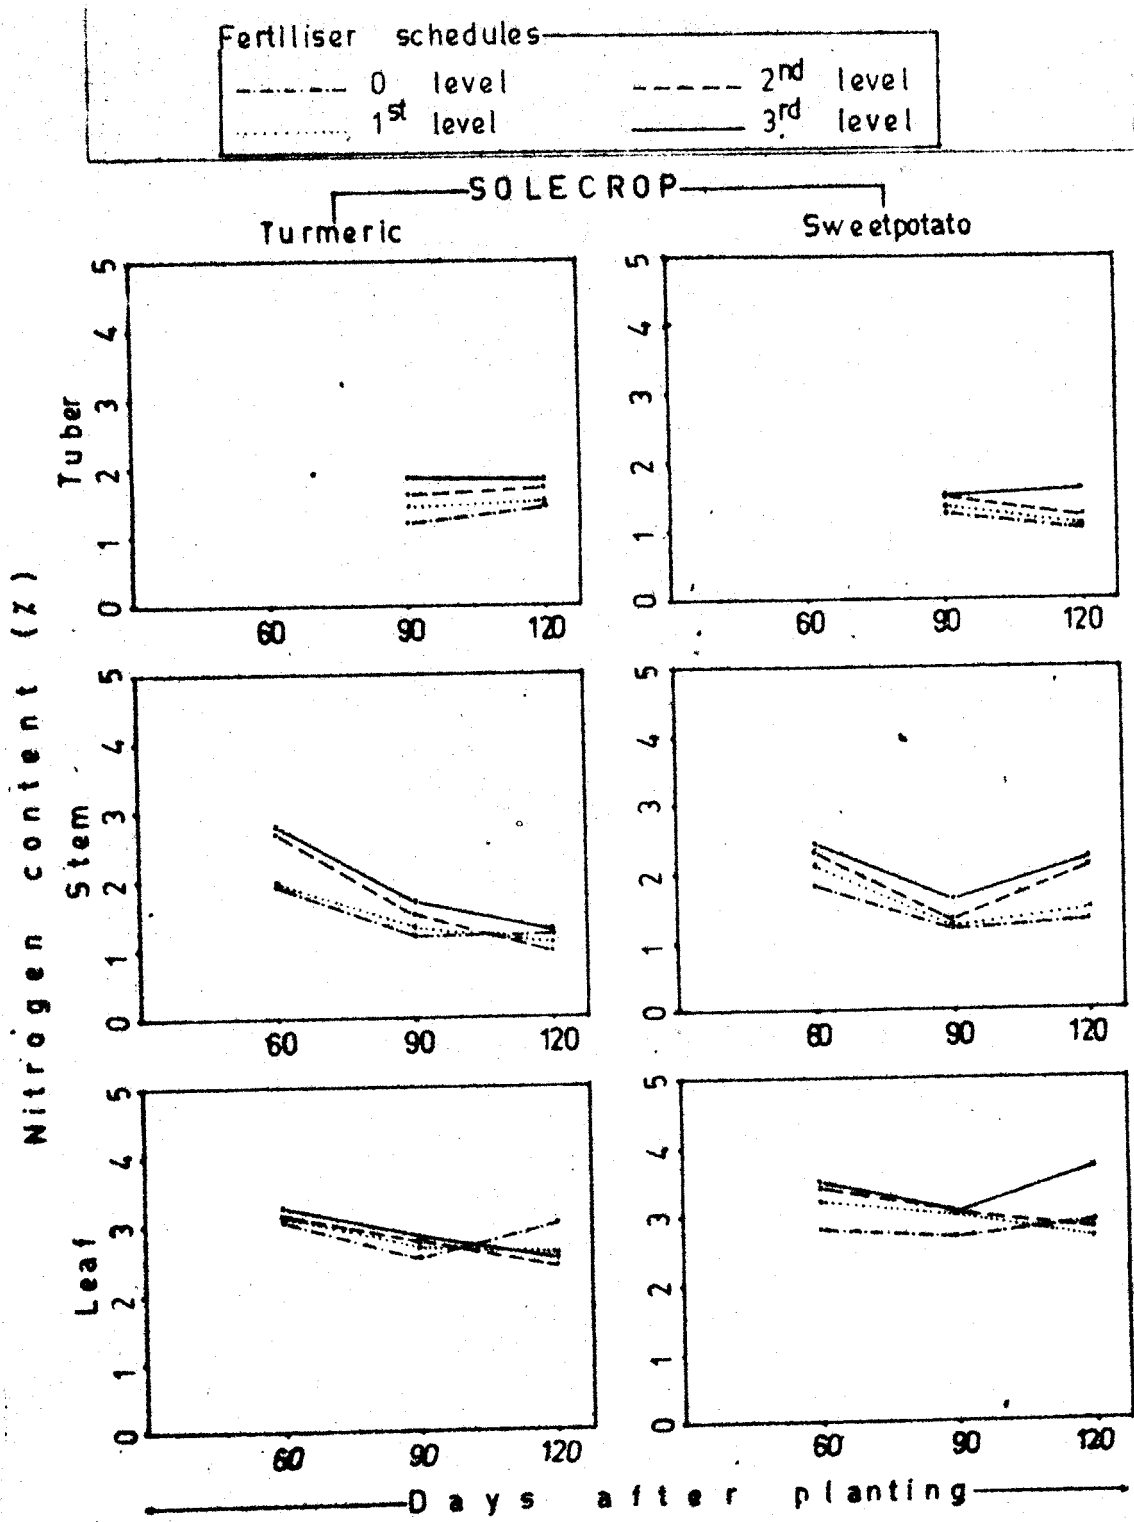 Fertiliser schedules
0 level 2nd level
1st level 3rd level
SOLECROP
Turmeric Sweetpotato
Nitrogen content (%)
Tuber
5 4 3 2 1 0
60 90 120
5 4 3 2 1 0
60 90 120
Stem
5 4 3 2 1 0
60 90 120
5 4 3 2 1 0
60 90 120
Leaf
5 4 3 2 1 0
60 90 120
5 4 3 2 1 0
60 90 120
Days after planting